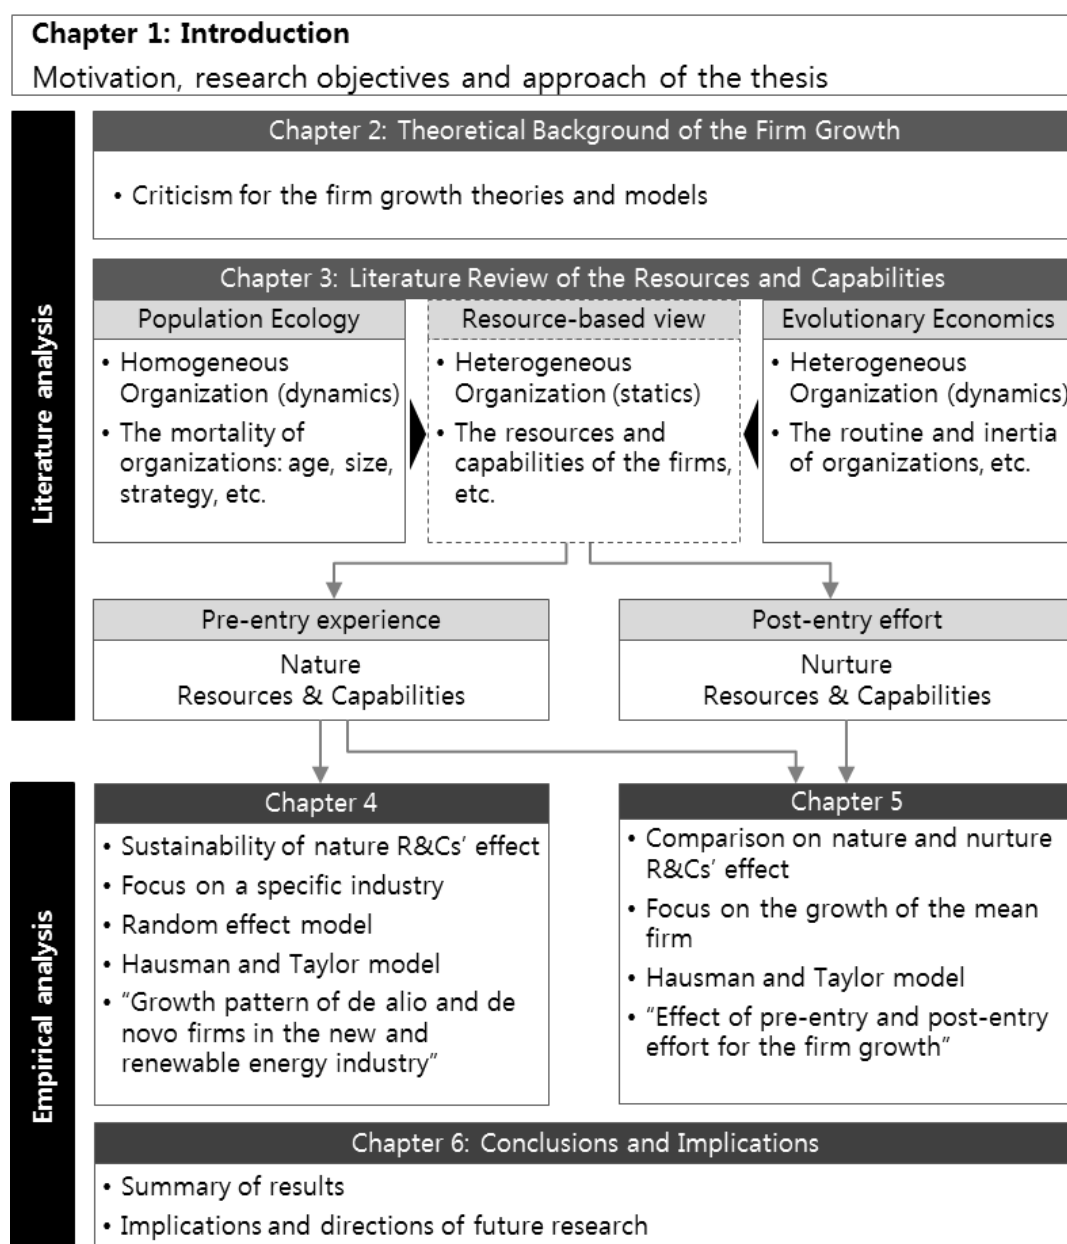 Chapter 1: Introduction
Motivation, research objectives and approach of the thesis
Literature analysis
Chapter 2: Theoretical Background of the Firm Growth
• Criticism for the firm growth theories and models
Chapter 3: Literature Review of the Resources and Capabilities
Population Ecology
• Homogeneous
Organization (dynamics)
• The mortality of
organizations: age, size,
strategy, etc.
Resource-based view
• Heterogeneous
Organization (statics)
• The resources and
capabilities of the firms,
etc.
Evolutionary Economics
• Heterogeneous
Organization (dynamics)
• The routine and inertia
of organizations, etc.
Pre-entry experience
Nature
Resources & Capabilities
Post-entry effort
Nurture
Resources & Capabilities
Empirical analysis
Chapter 4
• Sustainability of nature R&Cs’ effect
• Focus on a specific industry
• Random effect model
• Hausman and Taylor model
• “Growth pattern of de alio and de
novo firms in the new and
renewable energy industry”
Chapter 5
• Comparison on nature and nurture
R&Cs’ effect
• Focus on the growth of the mean
firm
• Hausman and Taylor model
• “Effect of pre-entry and post-entry
effort for the firm growth”
Chapter 6: Conclusions and Implications
• Summary of results
• Implications and directions of future research